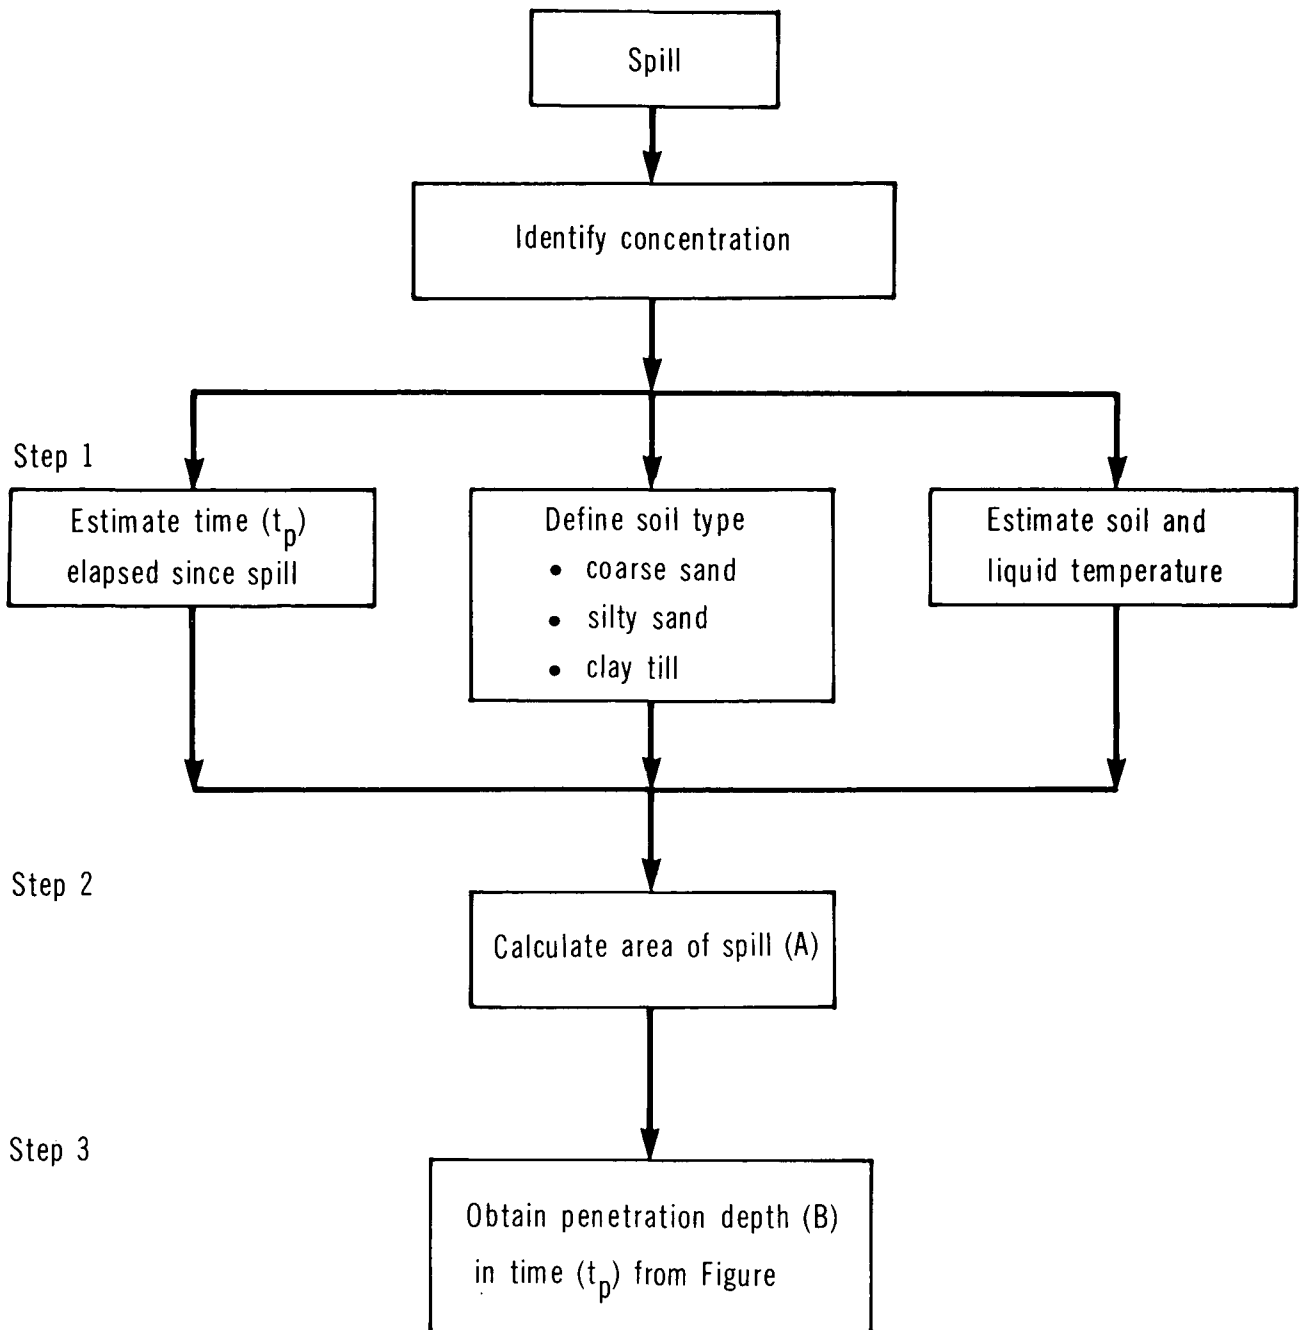 Spill
Identify concentration
Step 1
Estimate time (tp)
elapsed since spill
Define soil type
• coarse sand
• silty sand
• clay till
Estimate soil and
liquid temperature
Step 2
Calculate area of spill (A)
Step 3
Obtain penetration depth (B)
in time (tp) from Figure